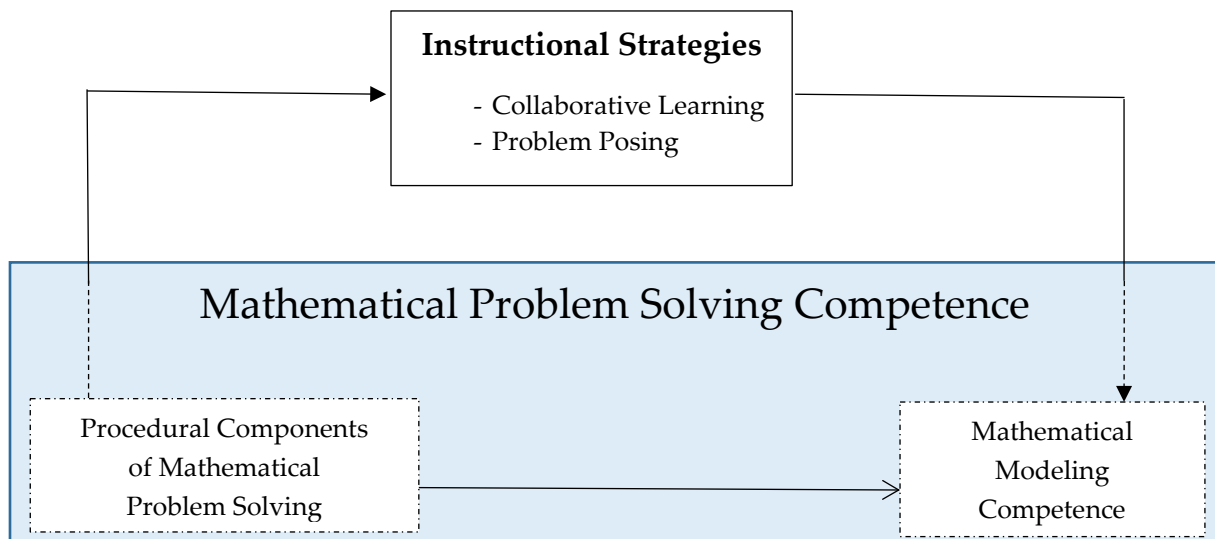 Instructional Strategies
- Collaborative Learning
- Problem Posing
Mathematical Problem Solving Competence
Procedural Components
of Mathematical
Problem Solving
Mathematical
Modeling
Competence